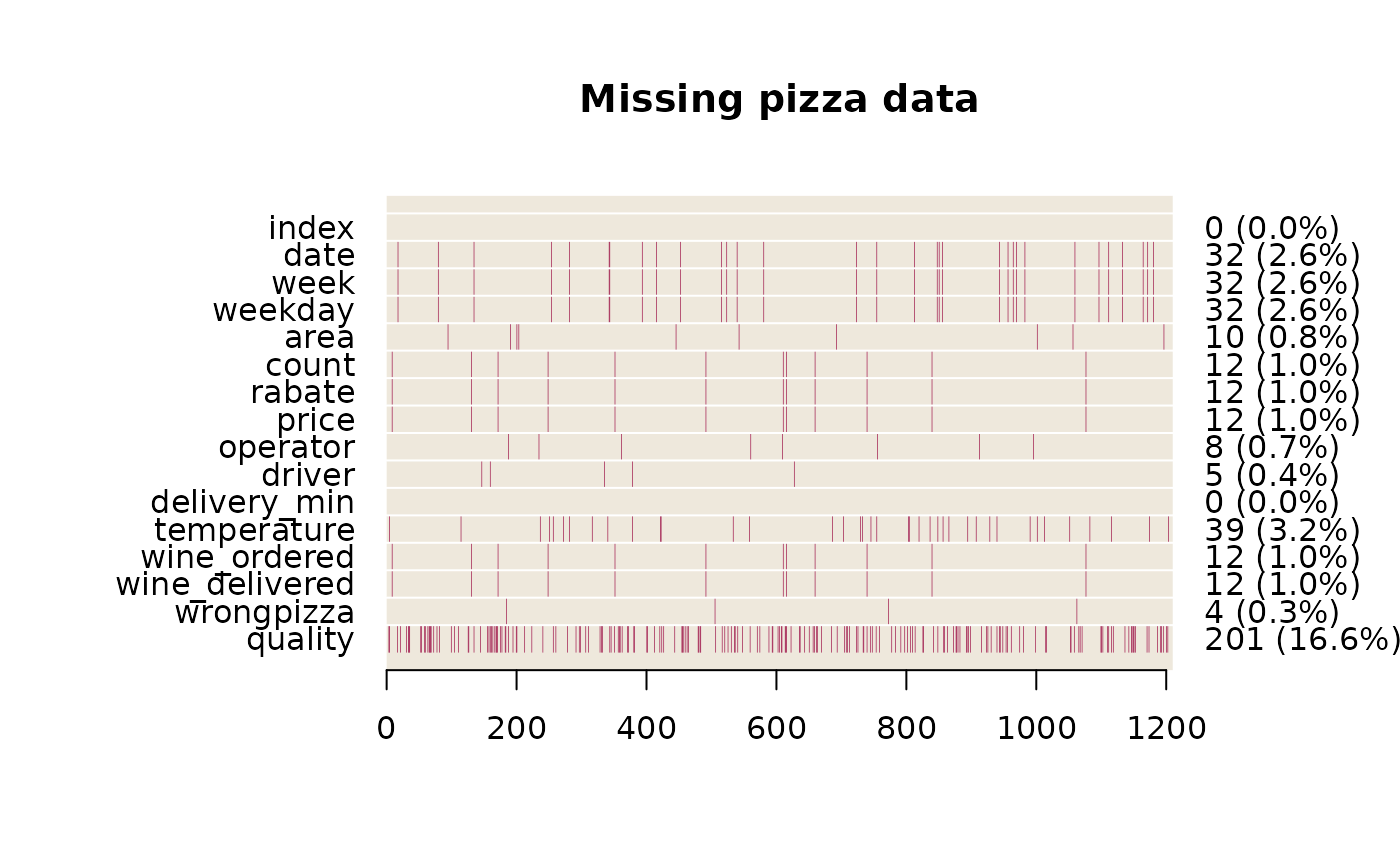 Missing pizza data
index 0 (0.0%)
date 32 (2.6%)
week 32 (2.6%)
weekday 32 (2.6%)
area 10 (0.8%)
count 12 (1.0%)
rabate 12 (1.0%)
price 12 (1.0%)
operator 8 (0.7%)
driver 5 (0.4%)
delivery_min 0 (0.0%)
temperature 39 (3.2%)
wine_ordered 12 (1.0%)
wine_delivered 12 (1.0%)
wrongpizza 4 (0.3%)
quality 201 (16.6%)
0 200 400 600 800 1000 1200